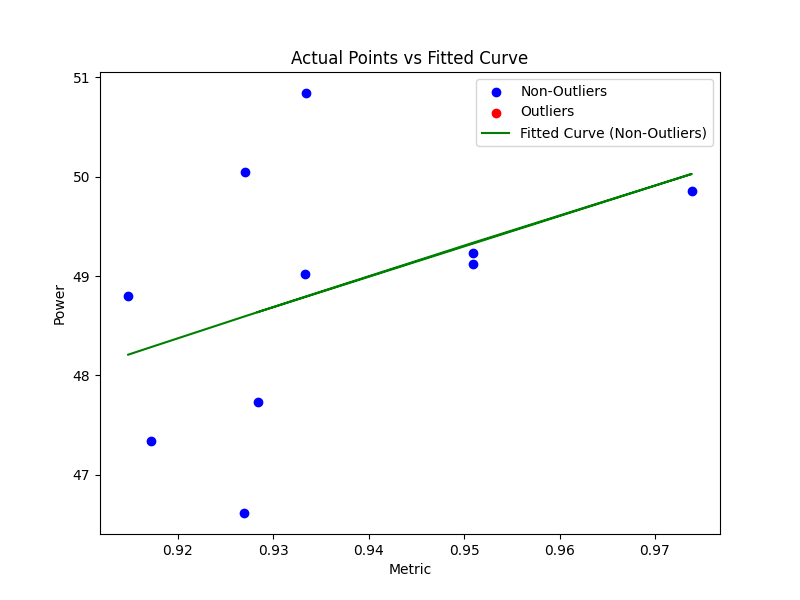 Actual Points vs Fitted Curve
Non-Outliers
Outliers
Fitted Curve (Non-Outliers)
51
50
49
48
47
Power
0.92
0.93
0.94
0.95
0.96
0.97
Metric